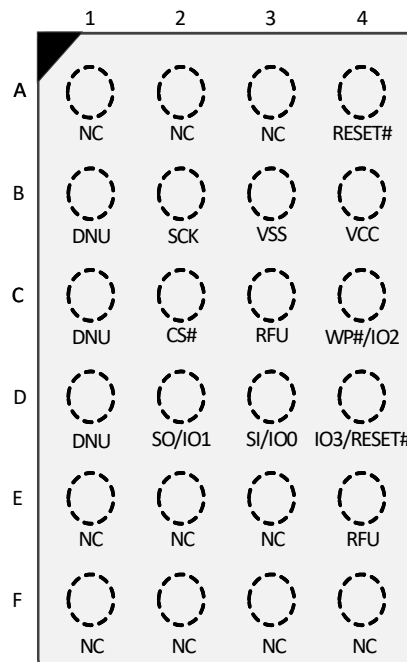 1 2 3 4
A
NC NC NC RESET#
B
DNU SCK VSS VCC
C
DNU CS# RFU WP#/IO2
D
DNU SO/IO1 SI/IO0 IO3/RESET#
E
NC NC NC RFU
F
NC NC NC NC